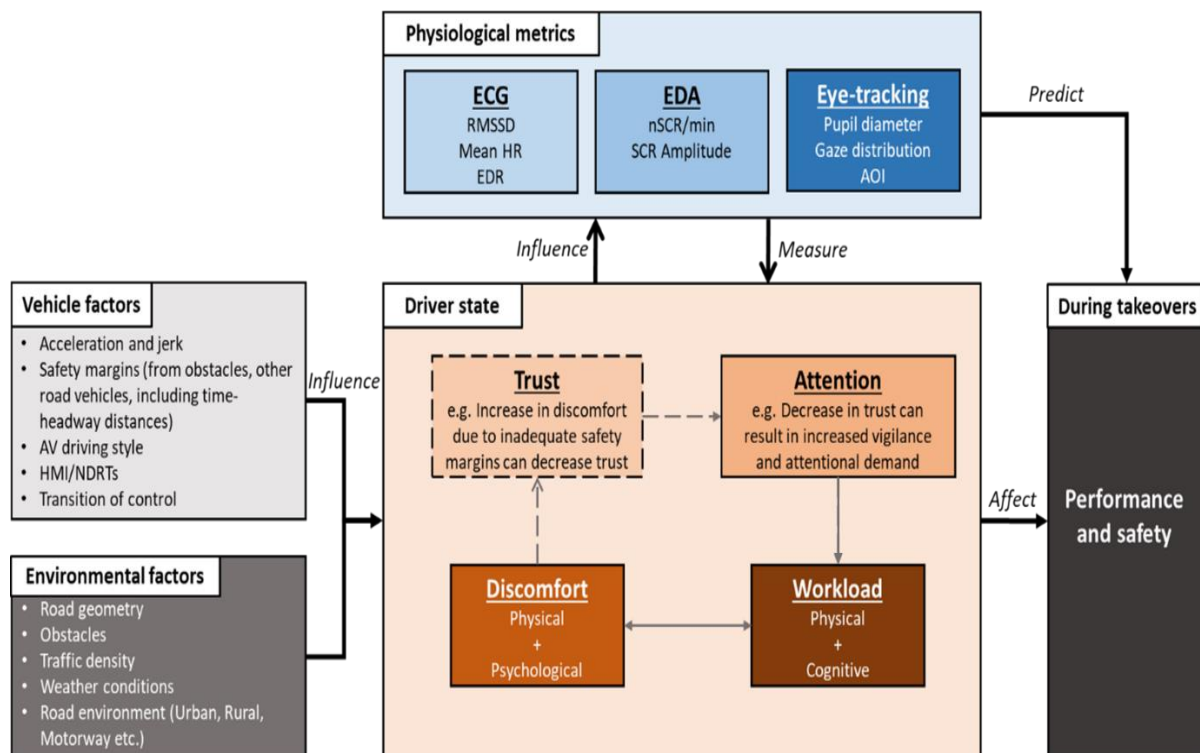 Physiological metrics
ECG
RMSSD
Mean HR
EDR
EDA
nSCR/min
SCR Amplitude
Eye-tracking
Pupil diameter
Gaze distribution
AOI
Predict
Influence
Measure
Vehicle factors
• Acceleration and jerk
• Safety margins (from obstacles, other
road vehicles, including time-
headway distances)
• AV driving style
• HMI/NDRTs
• Transition of control
Influence
Environmental factors
• Road geometry
• Obstacles
• Traffic density
• Weather conditions
• Road environment (Urban, Rural,
Motorway etc.)
Driver state
Trust
e.g. Increase in discomfort
due to inadequate safety
margins can decrease trust
Attention
e.g. Decrease in trust can
result in increased vigilance
and attentional demand
Discomfort
Physical
+
Psychological
Workload
Physical
+
Cognitive
Affect
During takeovers
Performance
and safety